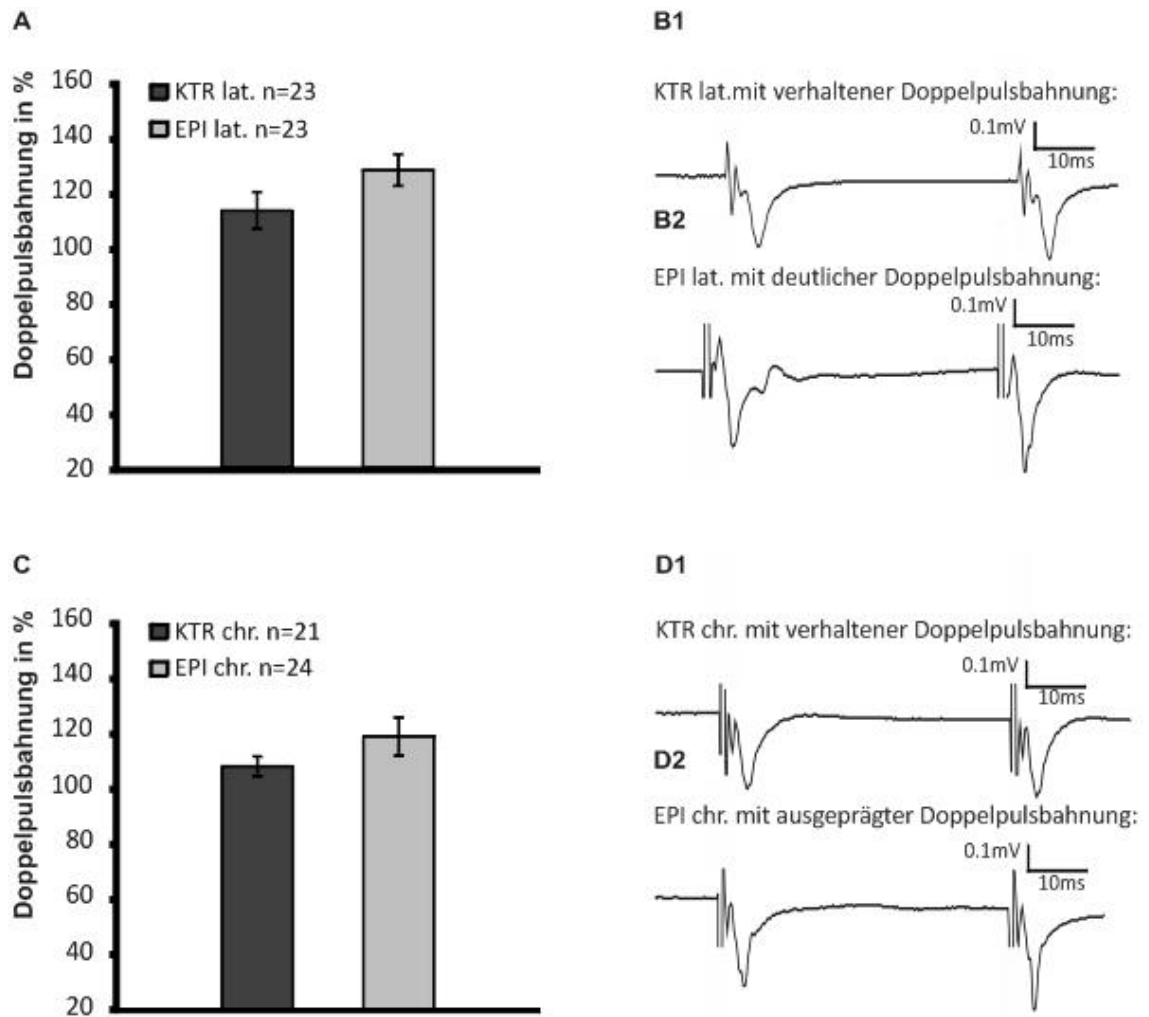 A
Doppelpulsbahnung in %
160
140
120
100
80
60
40
20
KTR lat. n=23
EPI lat. n=23
B1
KTR lat.mit verhaltener Doppelpulsbahnung:
0.1mV
10ms
B2
EPI lat. mit deutlicher Doppelpulsbahnung:
0.1mV
10ms
C
Doppelpulsbahnung in %
160
140
120
100
80
60
40
20
KTR chr. n=21
EPI chr. n=24
D1
KTR chr. mit verhaltener Doppelpulsbahnung:
0.1mV
10ms
D2
EPI chr. mit ausgeprägter Doppelpulsbahnung:
0.1mV
10ms